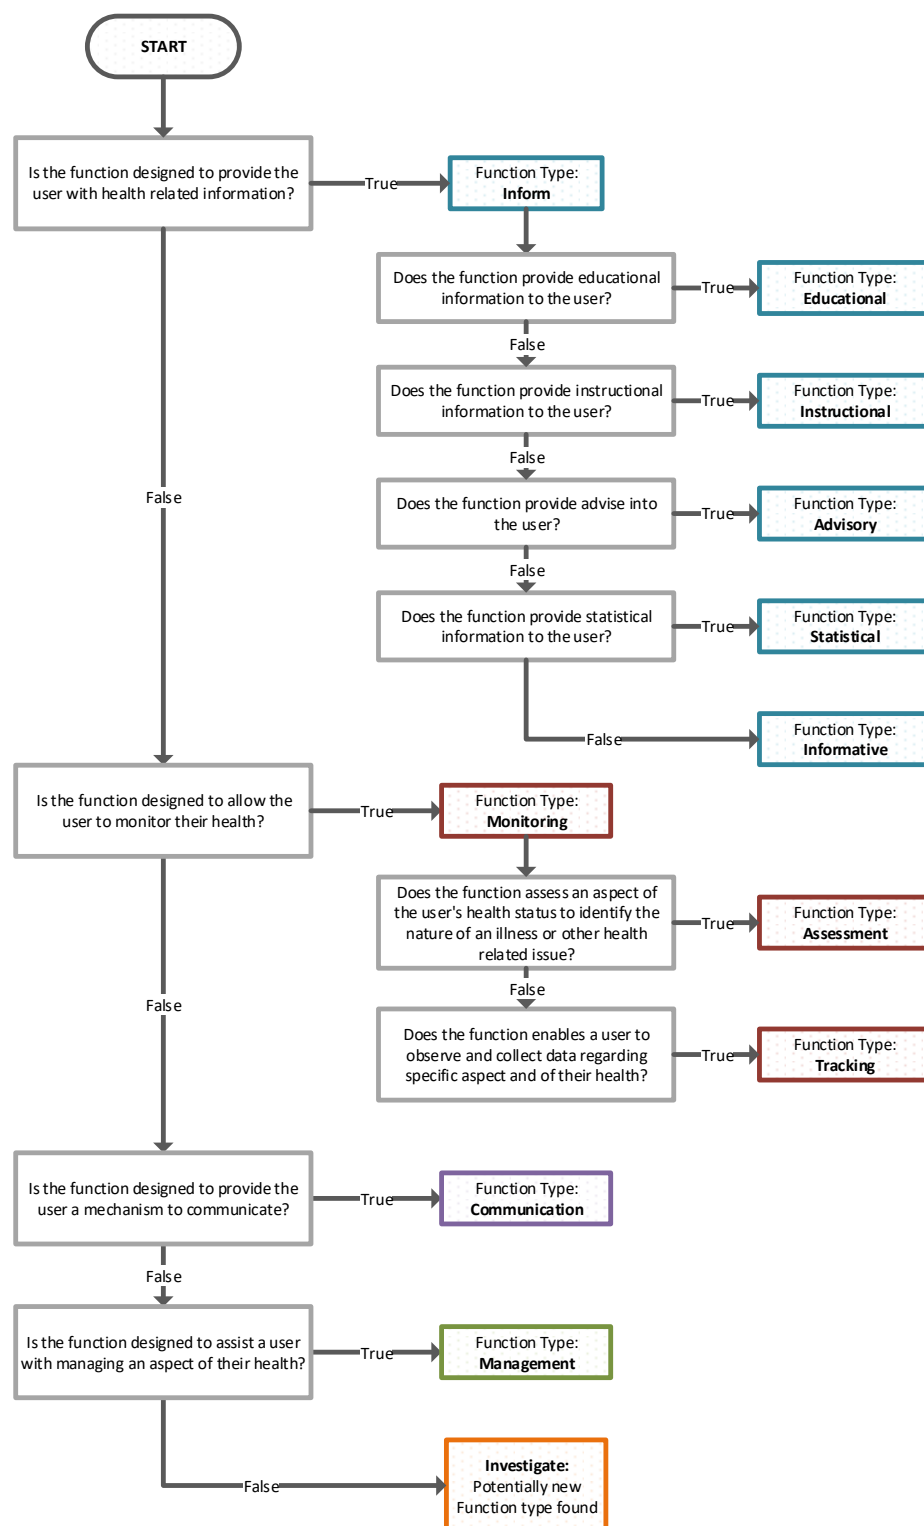 START
Is the function designed to provide the
user with health related information?
True
Function Type:
Inform
Does the function provide educational
information to the user?
True
Function Type:
Educational
False
Does the function provide instructional
information to the user?
True
Function Type:
Instructional
False
Does the function provide advise into
the user?
True
Function Type:
Advisory
False
Does the function provide statistical
information to the user?
True
Function Type:
Statistical
False
Function Type:
Informative
False
Is the function designed to allow the
user to monitor their health?
True
Function Type:
Monitoring
Does the function assess an aspect of
the user's health status to identify the
nature of an illness or other health
related issue?
True
Function Type:
Assessment
False
Does the function enables a user to
observe and collect data regarding
specific aspect and of their health?
True
Function Type:
Tracking
False
Is the function designed to provide the
user a mechanism to communicate?
True
Function Type:
Communication
False
Is the function designed to assist a user
with managing an aspect of their health?
True
Function Type:
Management
False
Investigate:
Potentially new
Function type found